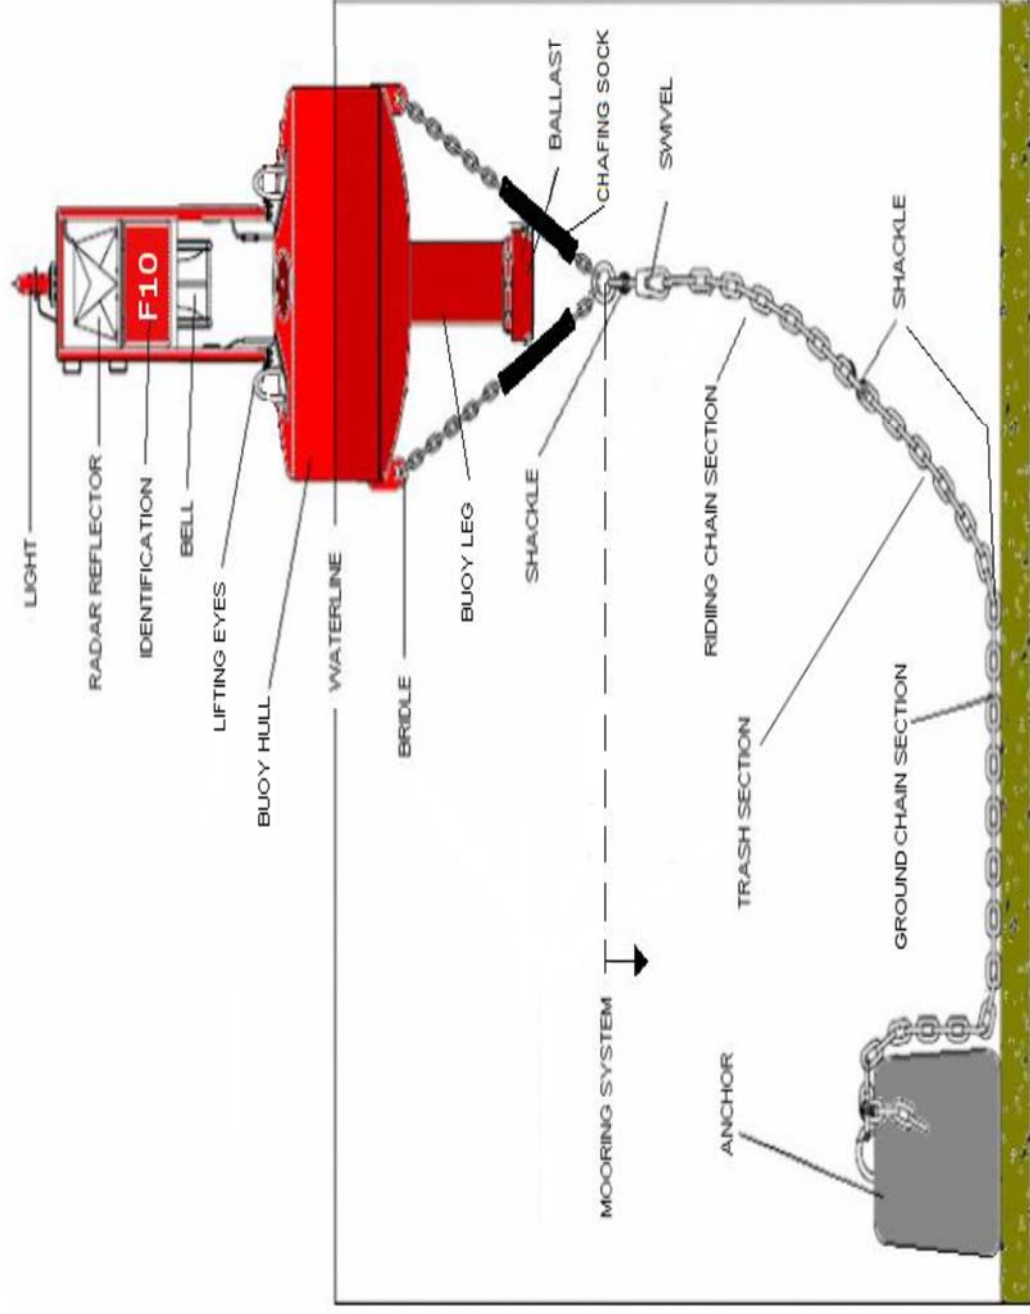 LIGHT
RADAR REFLECTOR
IDENTIFICATION
F10
BELL
LIFTING EYES
BUOY HULL
WATERLINE
BRIDLE
BUOY LEG
SHACKLE
BALLAST
CHAFING SOCK
SWIVEL
MOORING SYSTEM
RIDIING CHAIN SECTION
TRASH SECTION
SHACKLE
GROUND CHAIN SECTION
ANCHOR